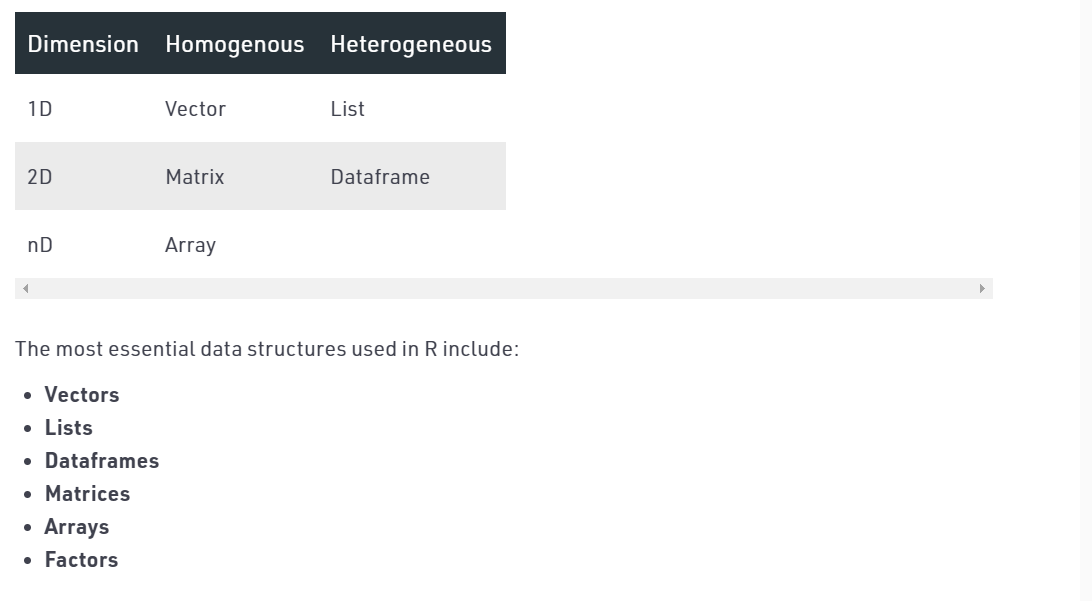 Dimension Homogenous Heterogeneous
1D Vector List
2D Matrix Dataframe
nD Array
The most essential data structures used in R include:
• Vectors
• Lists
• Dataframes
• Matrices
• Arrays
• Factors